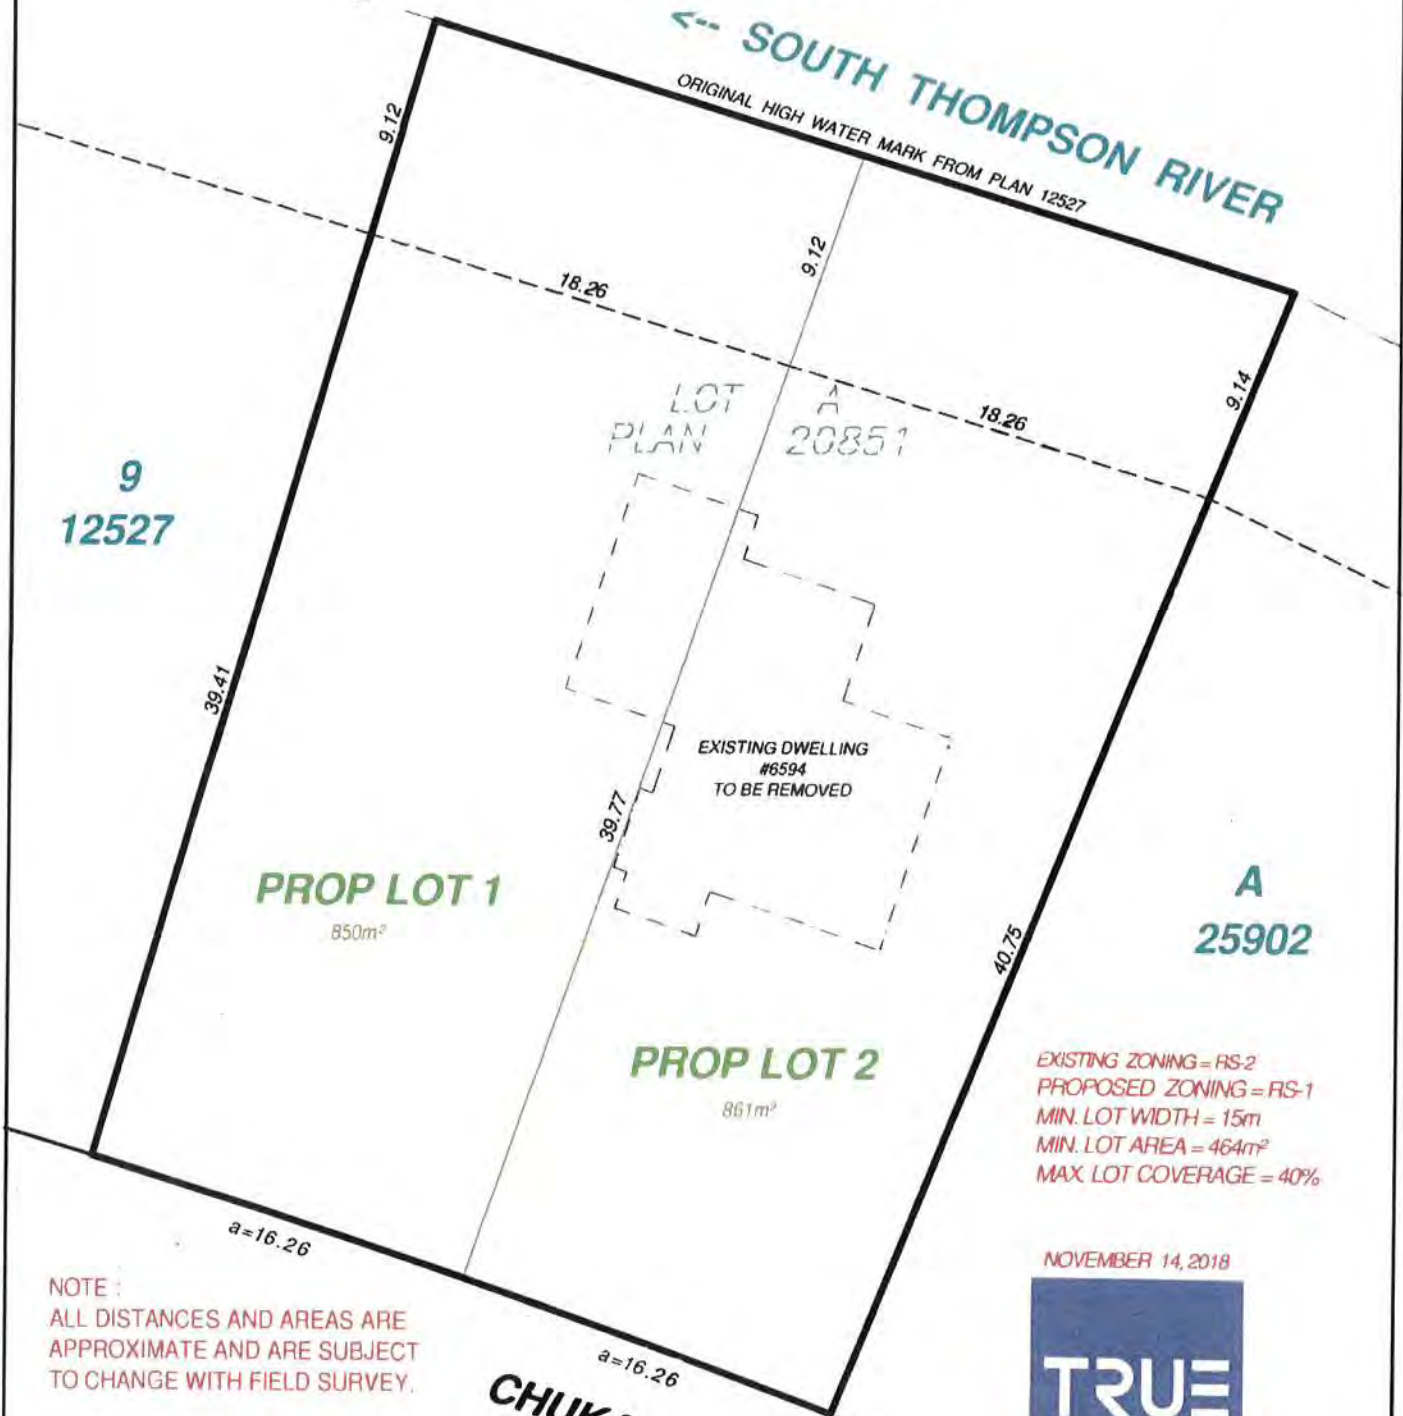 <-- SOUTH THOMPSON RIVER
ORIGINAL HIGH WATER MARK FROM PLAN 12527
9.12
9.12
18.26
9.14
18.26
LOT A
PLAN 20851
9
12527
39.41
EXISTING DWELLING
#6594
TO BE REMOVED
39.77
PROP LOT 1
850m²
A
25902
40.75
PROP LOT 2
861m²
EXISTING ZONING = RS-2
PROPOSED ZONING = RS-1
MIN. LOT WIDTH = 15m
MIN. LOT AREA = 464m²
MAX. LOT COVERAGE = 40%
a=16.26
NOVEMBER 14, 2018
NOTE :
ALL DISTANCES AND AREAS ARE
APPROXIMATE AND ARE SUBJECT
TO CHANGE WITH FIELD SURVEY.
a=16.26
TRUE